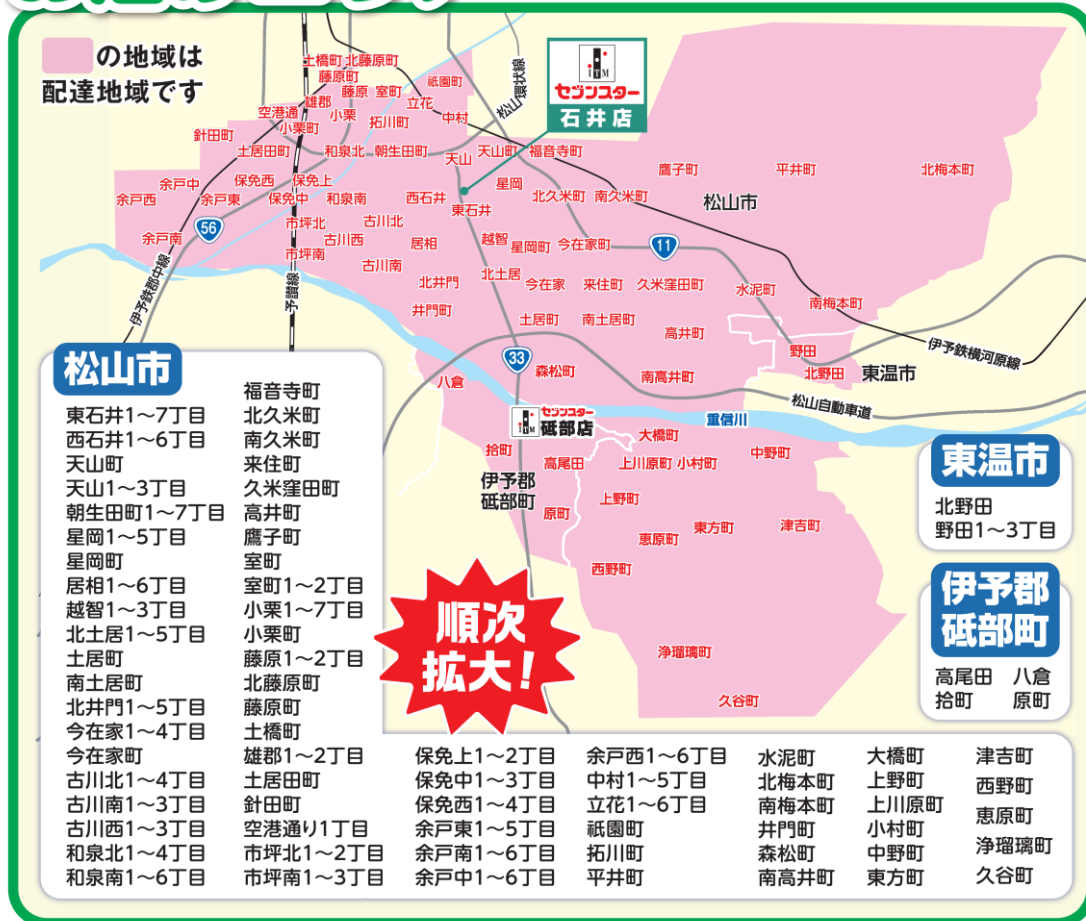 の地域は
配達地域です
ITM
セブンスター
石井店
土橋町 北藤原町
藤原町
藤原 室町
祇園町
雄郡
小栗
立花
松山環状線
空港通
小栗町
拓川町
中村
針田町
土居田町
和泉北
朝生田町
天山
天山町
福音寺町
鷹子町
平井町
北梅本町
余戸中
保免西
保免上
星岡
余戸西
余戸東
保免中
和泉南
西石井
北久米町
南久米町
松山市
東石井
56
市坪北
古川北
余戸南
古川西
居相
越智
星岡町
今在家町
11
市坪南
古川南
北井門
北土居
今在家
来住町
久米窪田町
水泥町
南梅本町
伊予鉄郡中線
予讃線
井門町
土居町
南土居町
高井町
33
野田
伊予鉄横河原線
北野田
東温市
八倉
森松町
南高井町
松山自動車道
ITM
セブンスター
砥部店
重信川
大橋町
拾町
高尾田
上川原町
小村町
中野町
伊予郡
砥部町
上野町
原町
東方町
津吉町
恵原町
西野町
浄瑠璃町
久谷町
順次
拡大!
松山市
東石井1～7丁目
西石井1～6丁目
天山町
天山1～3丁目
朝生田町1～7丁目
星岡1～5丁目
星岡町
居相1～6丁目
越智1～3丁目
北土居1～5丁目
土居町
南土居町
北井門1～5丁目
今在家1～4丁目
今在家町
古川北1～4丁目
古川南1～3丁目
古川西1～3丁目
和泉北1～4丁目
和泉南1～6丁目
福音寺町
北久米町
南久米町
来住町
久米窪田町
高井町
鷹子町
室町
室町1～2丁目
小栗1～7丁目
小栗町
藤原1～2丁目
北藤原町
藤原町
土橋町
雄郡1～2丁目
土居田町
針田町
空港通り1丁目
市坪北1～2丁目
市坪南1～3丁目
保免上1～2丁目
保免中1～3丁目
保免西1～4丁目
余戸東1～5丁目
余戸南1～6丁目
余戸中1～6丁目
余戸西1～6丁目
中村1～5丁目
立花1～6丁目
祇園町
拓川町
平井町
水泥町
北梅本町
南梅本町
井門町
森松町
南高井町
大橋町
上野町
上川原町
小村町
中野町
東方町
津吉町
西野町
恵原町
浄瑠璃町
久谷町
東温市
北野田
野田1～3丁目
伊予郡
砥部町
高尾田 八倉
拾町 原町